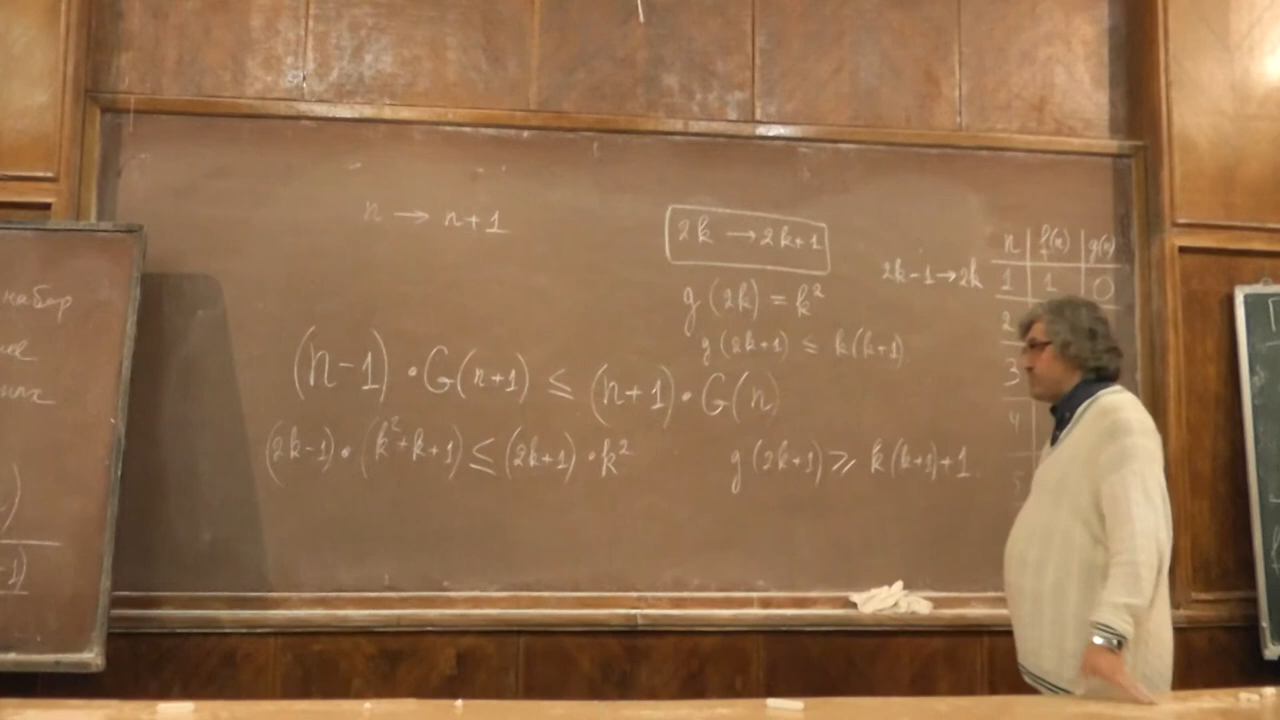 n → n+1
2k → 2k+1
g(2k) = k²
g(2k+1) ≤ k(k+1)
(n-1)·G(n+1) ≤ (n+1)·G(n)
(2k-1)·(k²+k+1) ≤ (2k+1)·k²
g(2k+1) ⩾ k(k+1)+1
2k-1→2k
n f(n) g(n)
1 1 0
2
3
4
5
набор